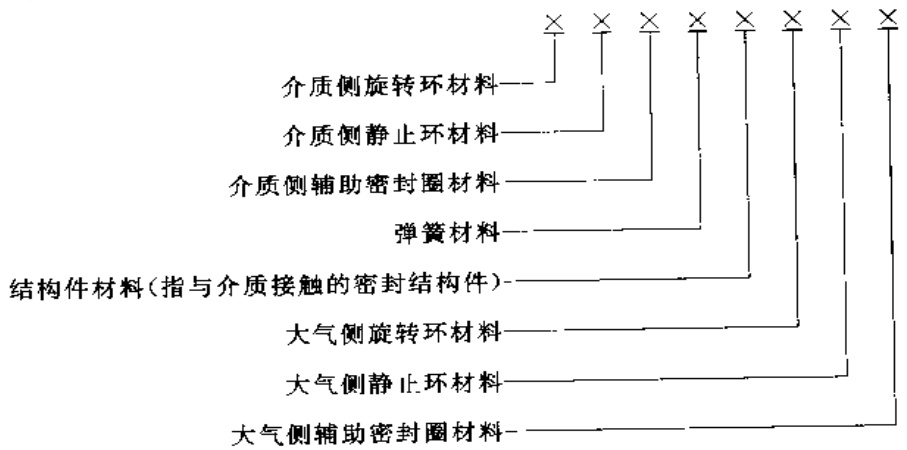 × × × × × × × ×
介质侧旋转环材料
介质侧静止环材料
介质侧辅助密封圈材料
弹簧材料
结构件材料(指与介质接触的密封结构件)
大气侧旋转环材料
大气侧静止环材料
大气侧辅助密封圈材料